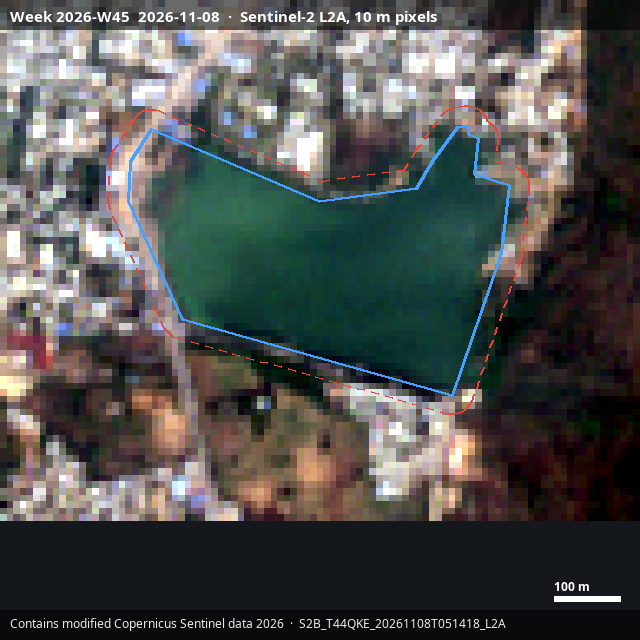 Week 2026-W45  2026-11-08  ·  Sentinel-2 L2A, 10 m pixels
100 m
Contains modified Copernicus Sentinel data 2026  ·  S2B_T44QKE_20261108T051418_L2A